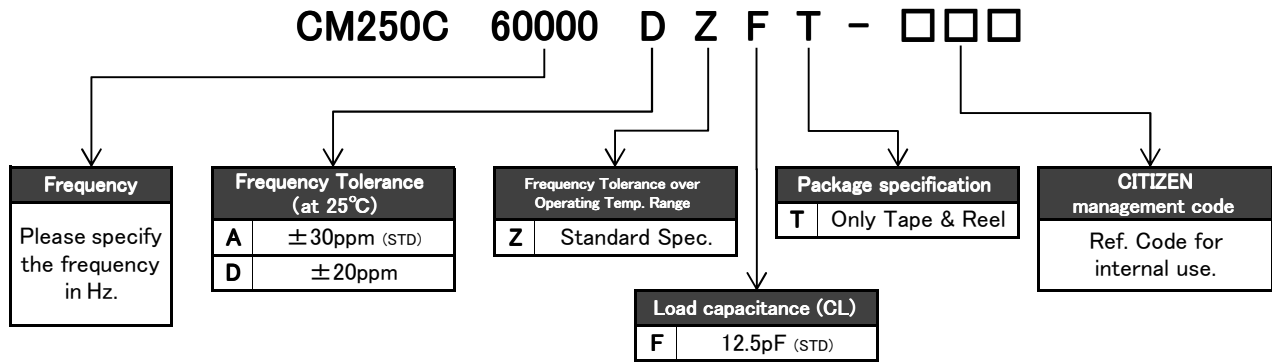 CM250C 60000 D Z F T - □□□
Frequency
Please specify
the frequency
in Hz.
Frequency Tolerance
(at 25℃)
A ±30ppm (STD)
D ±20ppm
Frequency Tolerance over
Operating Temp. Range
Z Standard Spec.
Load capacitance (CL)
F 12.5pF (STD)
Package specification
T Only Tape & Reel
CITIZEN
management code
Ref. Code for
internal use.